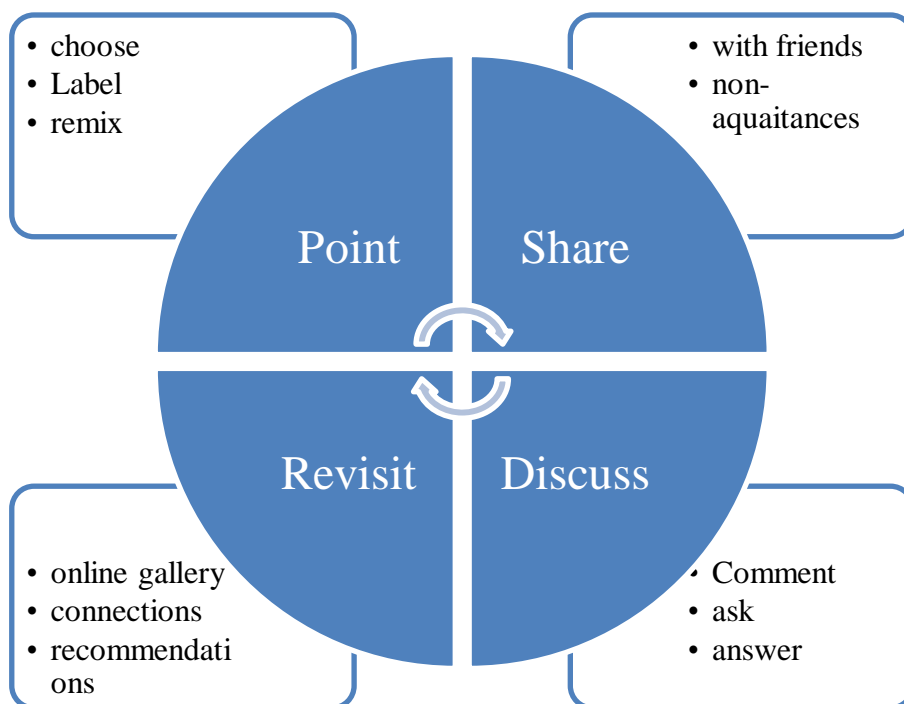 • choose
• Label
• remix
• with friends
• non-
aquaitances
Point
Share
Revisit
Discuss
• online gallery
• connections
• recommendati
ons
• Comment
• ask
• answer